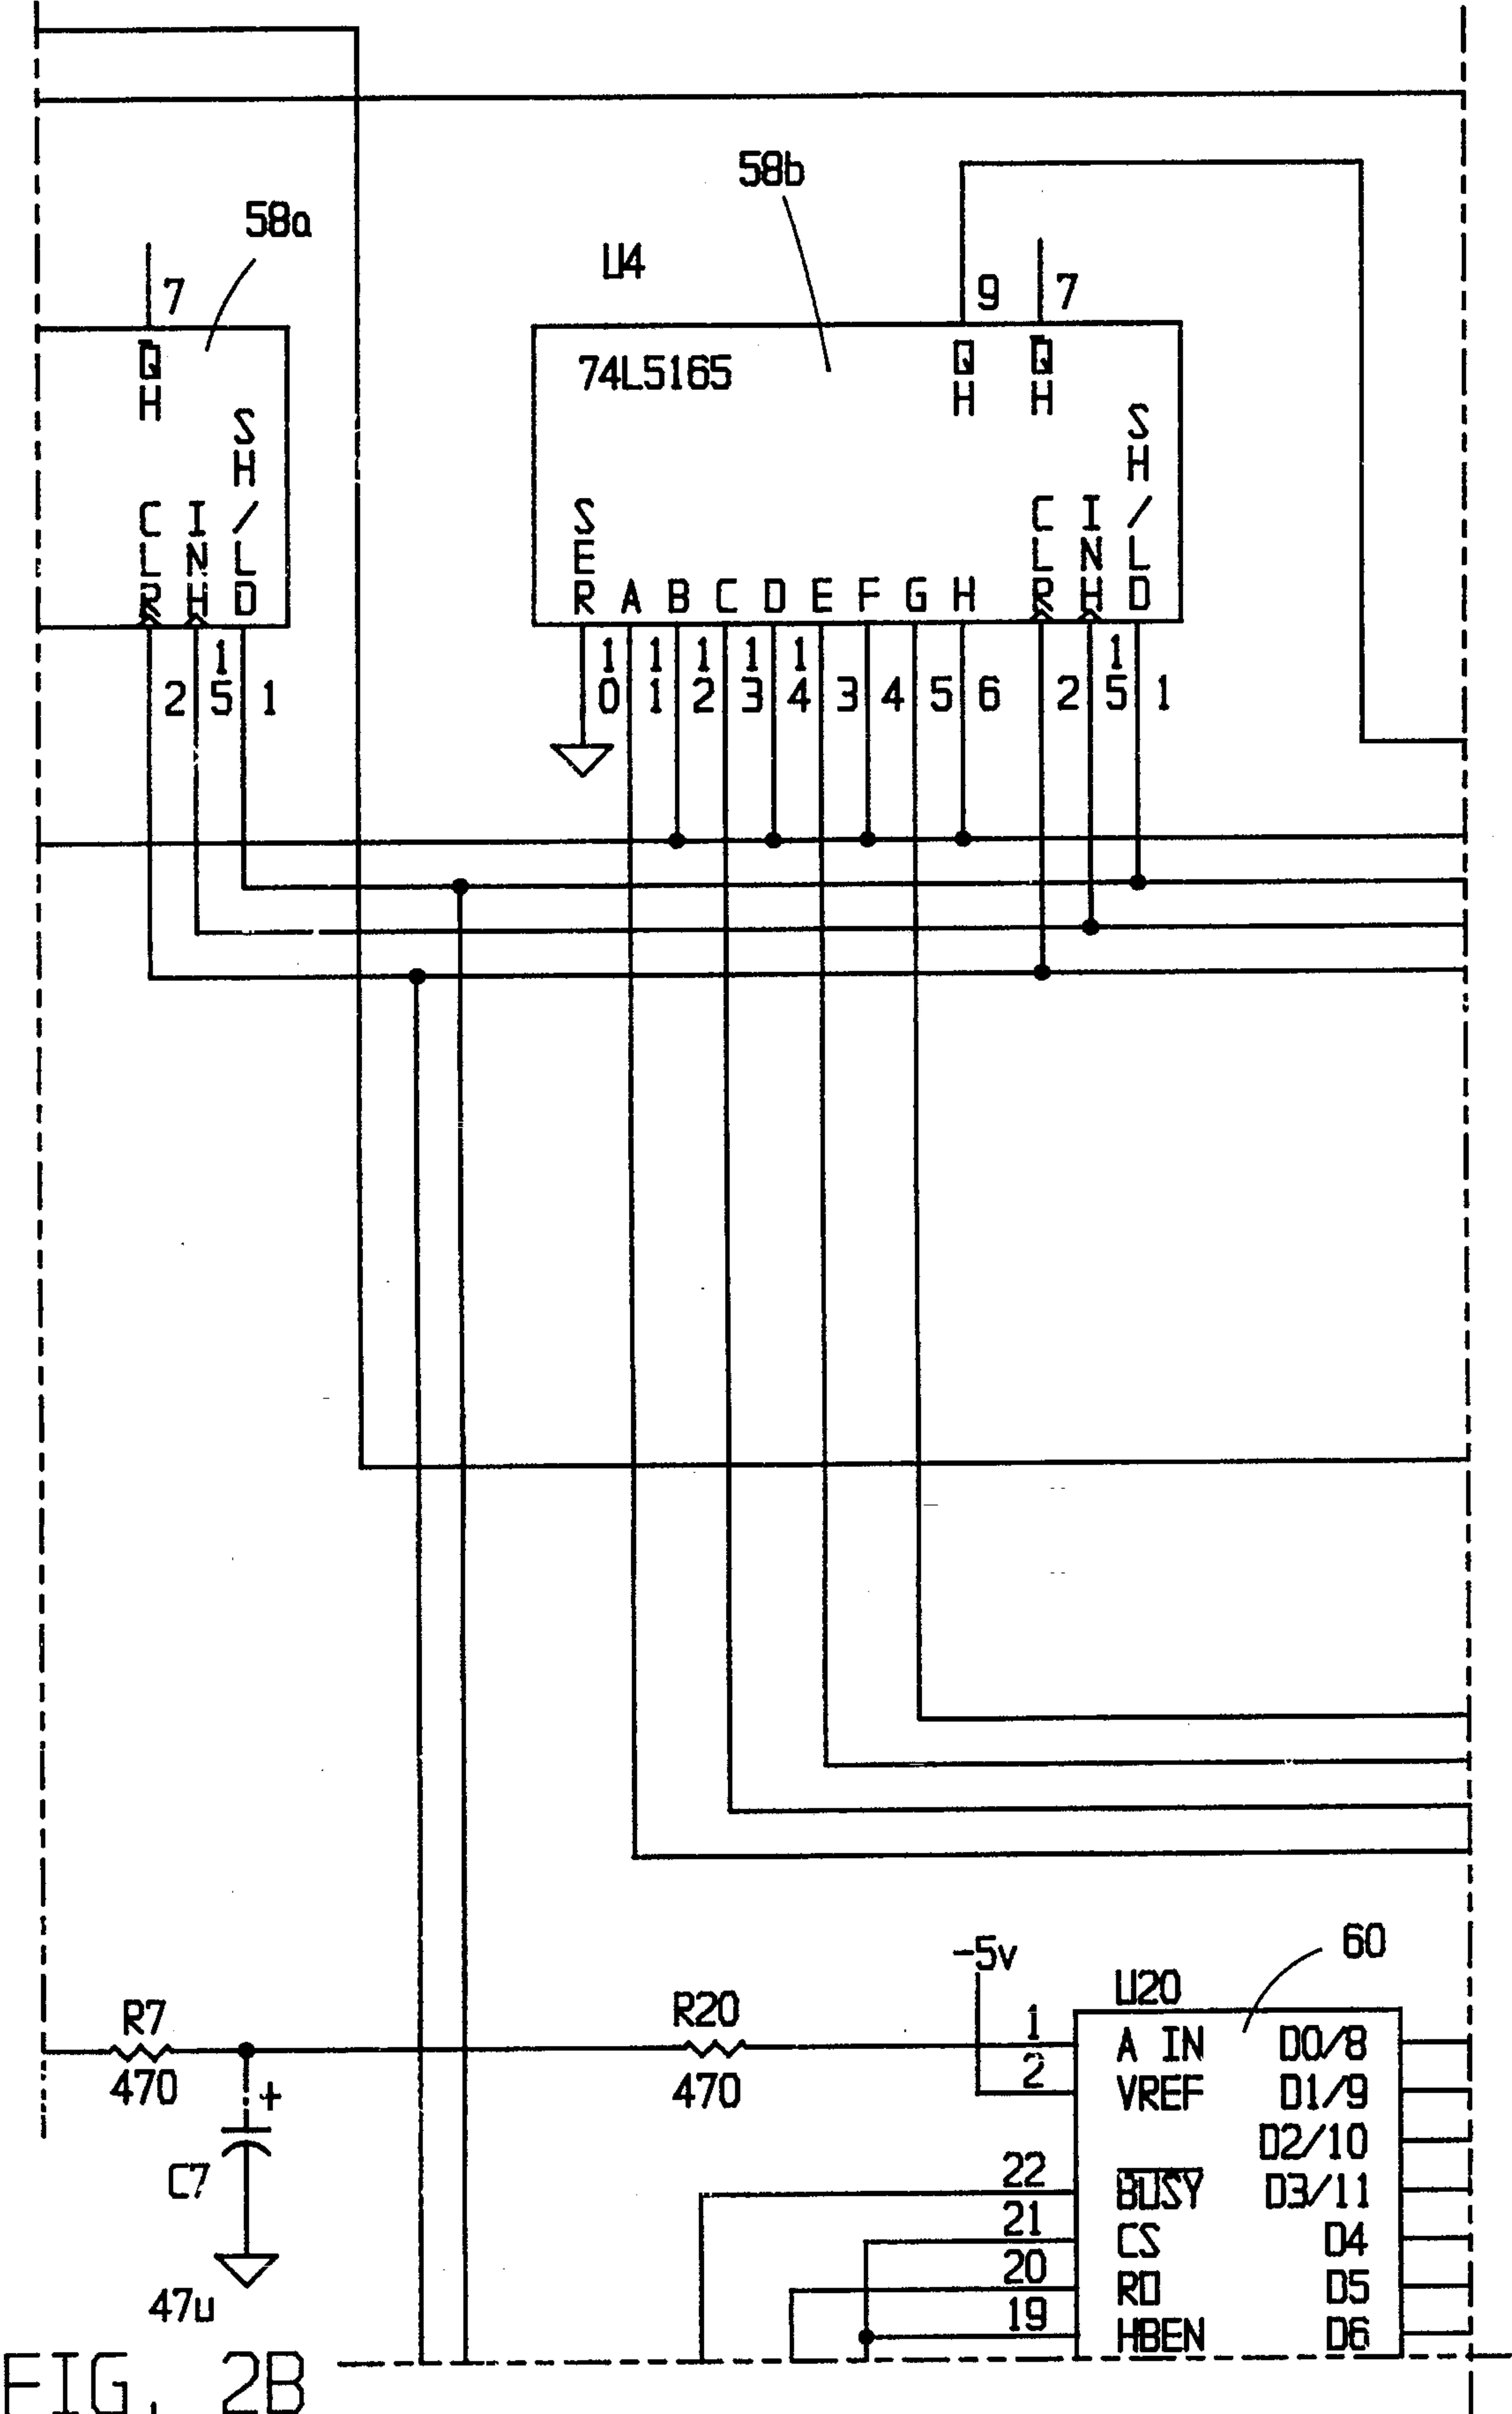 58b
58a
U4
7
9
7
74L5165
QH
QH
QH
SH/LD
SH/LD
CLR
INH
SER
A B C D E F G H
CLR
INH
2 15 1
10 11 12 13 14 3 4 5 6 2 15 1
60
-5v
U20
R7
R20
1
A IN
D0/8
470
470
2
VREF
D1/9
+
D2/10
C7
22
BUSY
D3/11
21
CS
D4
20
RD
D5
47u
19
HBEN
D6
FIG. 2B